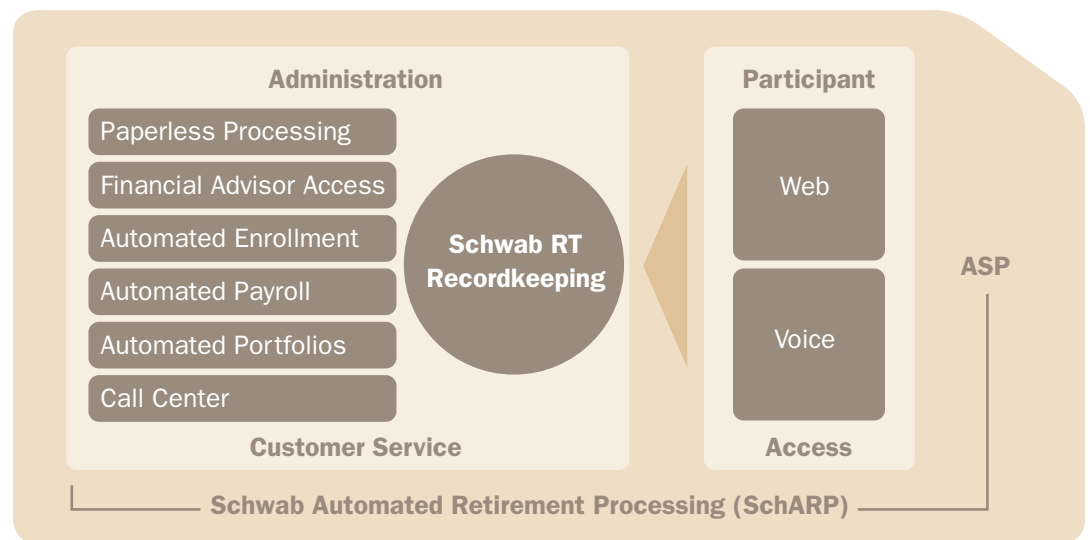 Administration
Paperless Processing
Financial Advisor Access
Automated Enrollment
Automated Payroll
Automated Portfolios
Call Center
Schwab RT
Recordkeeping
Customer Service
Participant
Web
Voice
Access
ASP
Schwab Automated Retirement Processing (SchARP)